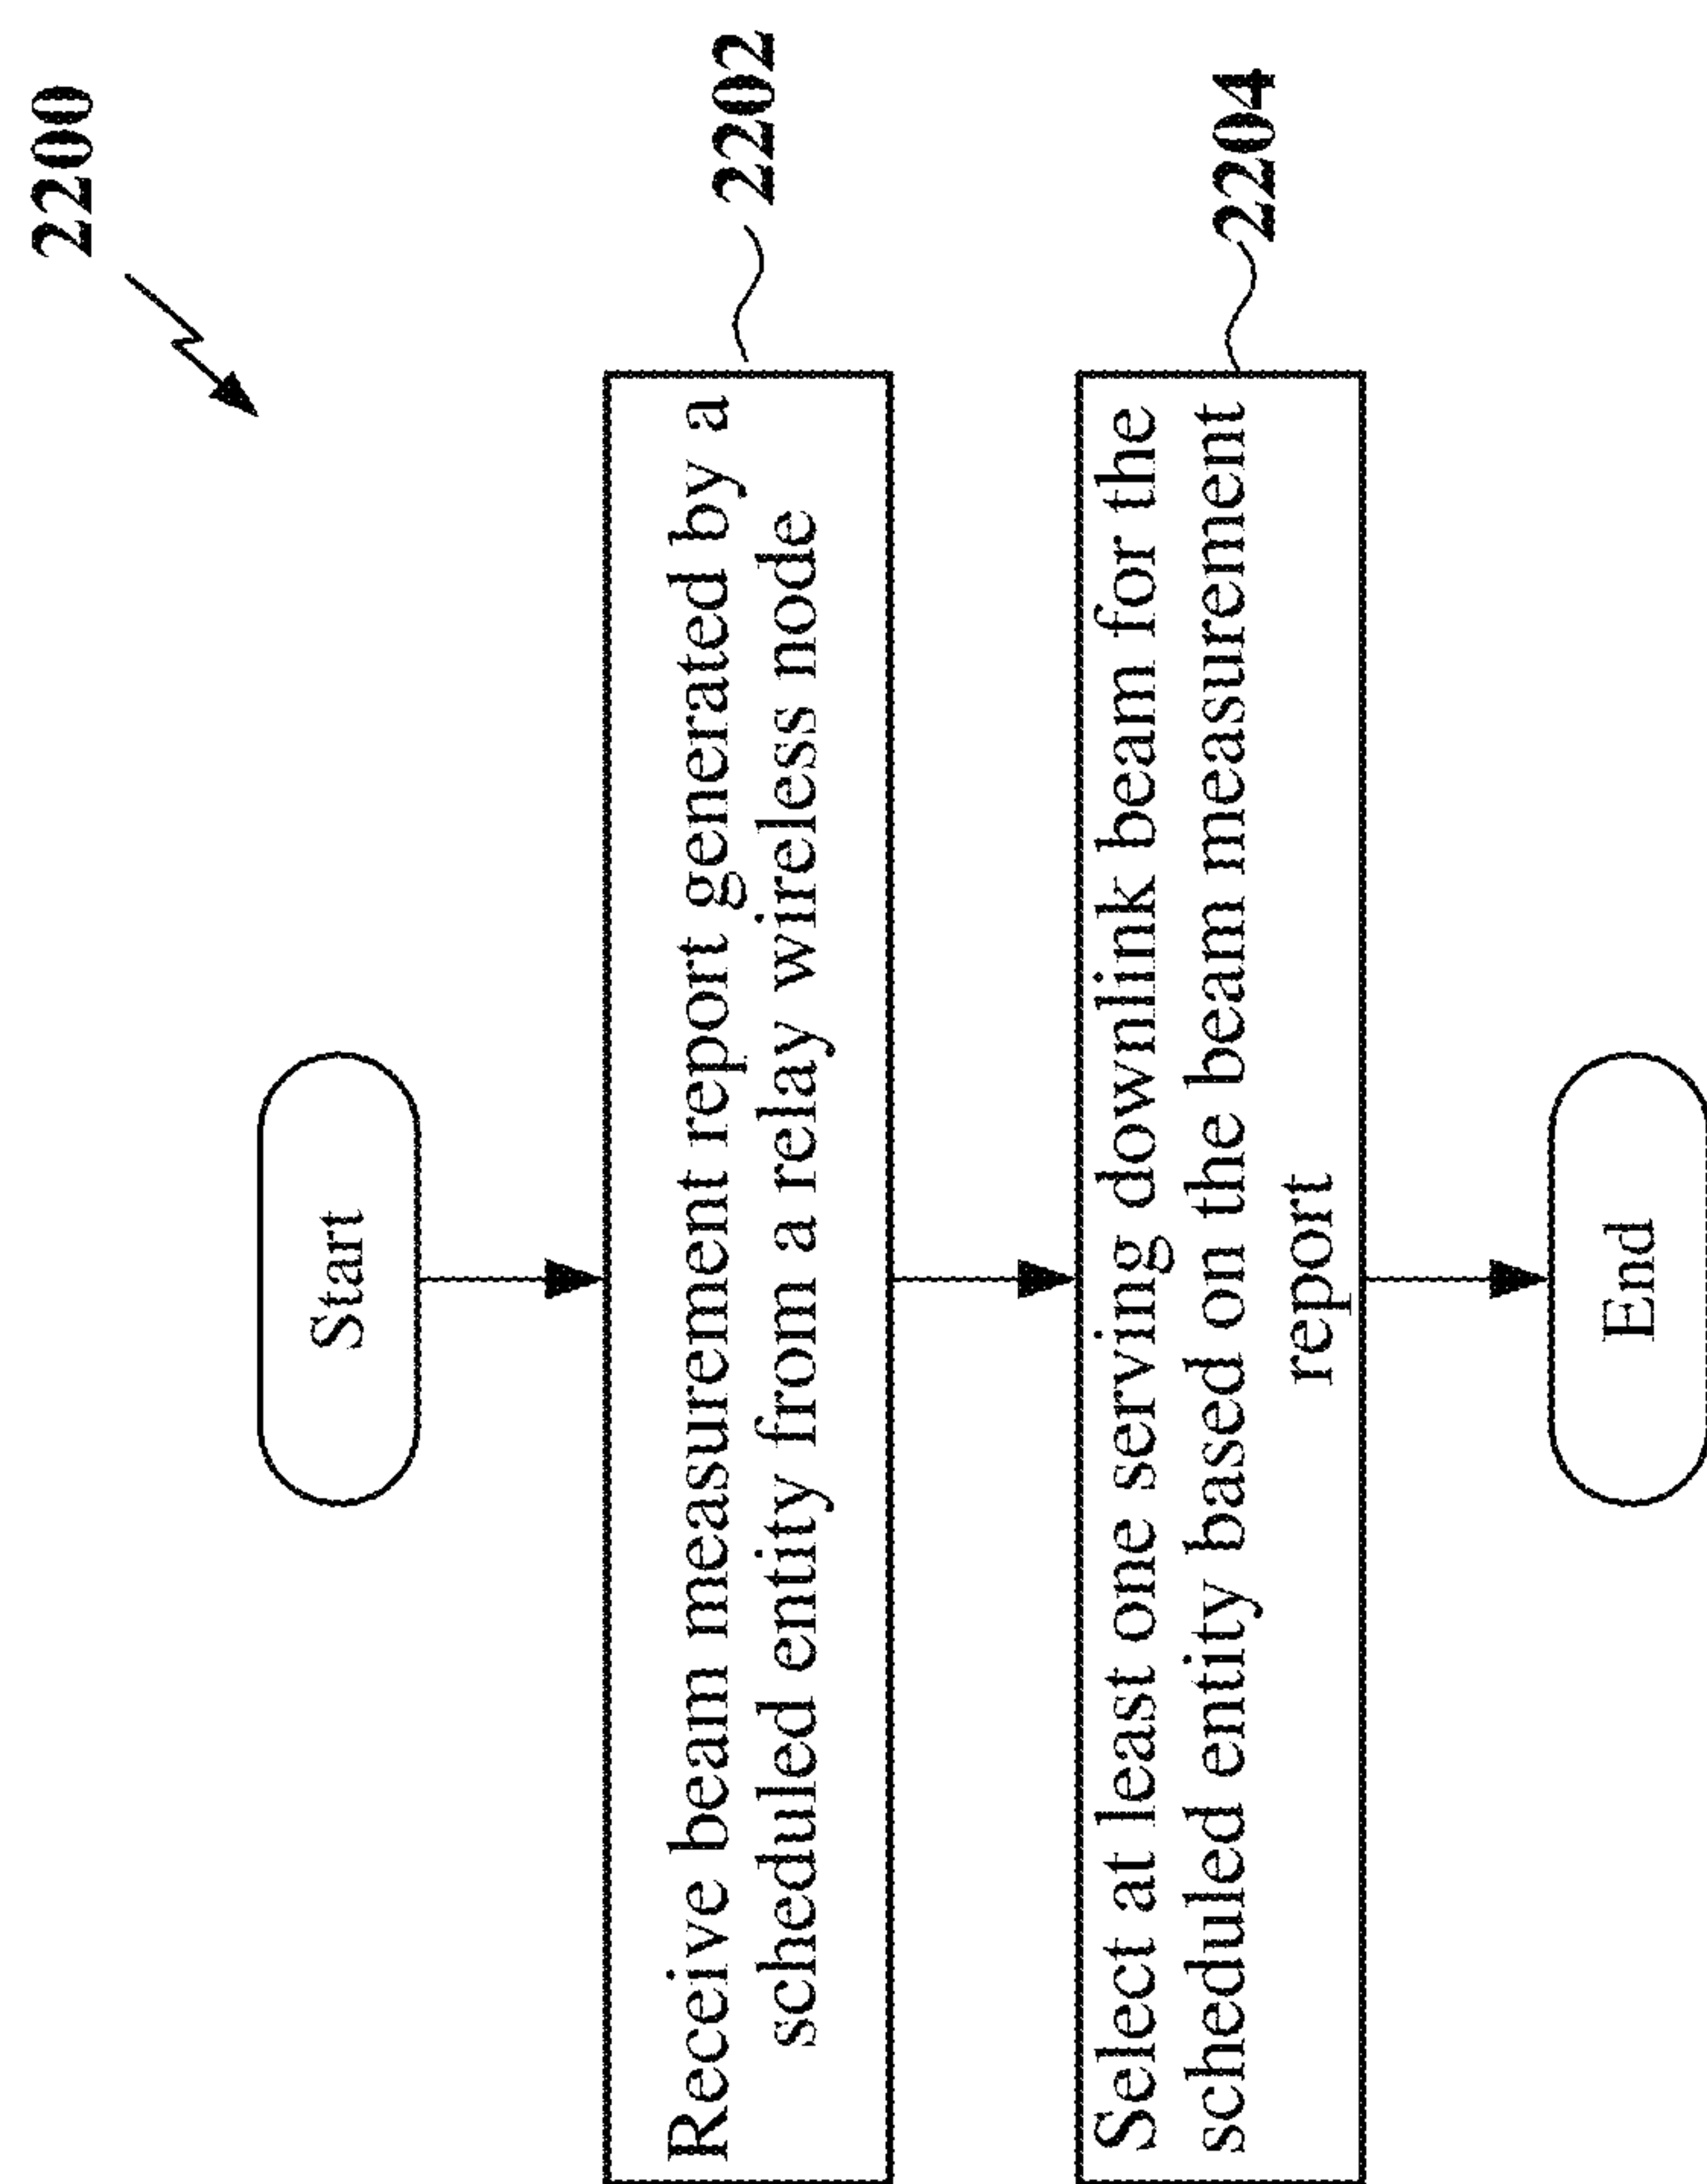 2200
Start
Receive beam measurement report generated by a
scheduled entity from a relay wireless node
2202
Select at least one serving downlink beam for the
scheduled entity based on the beam measurement
report
2204
End